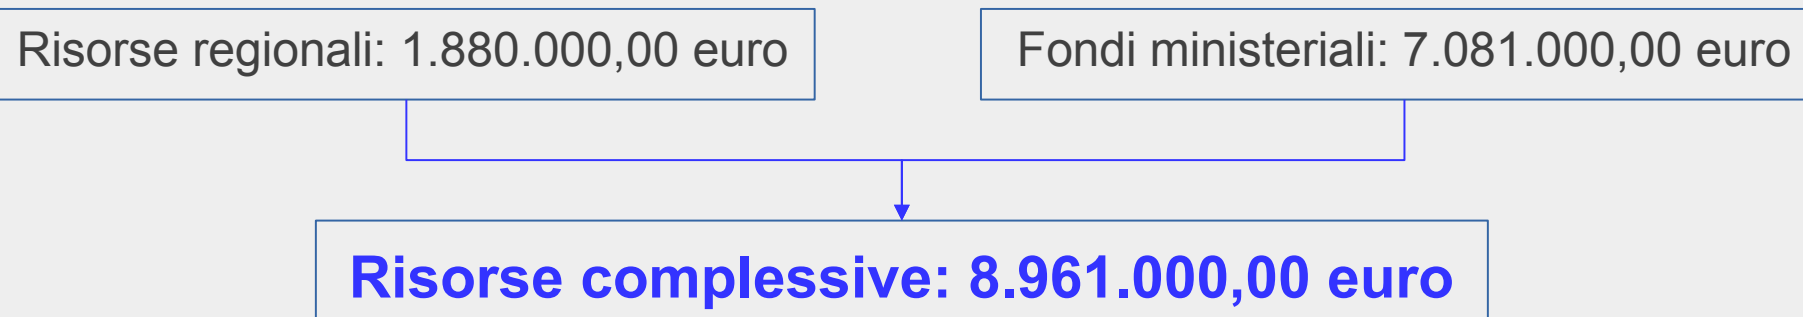 Risorse regionali: 1.880.000,00 euro
Fondi ministeriali: 7.081.000,00 euro
Risorse complessive: 8.961.000,00 euro